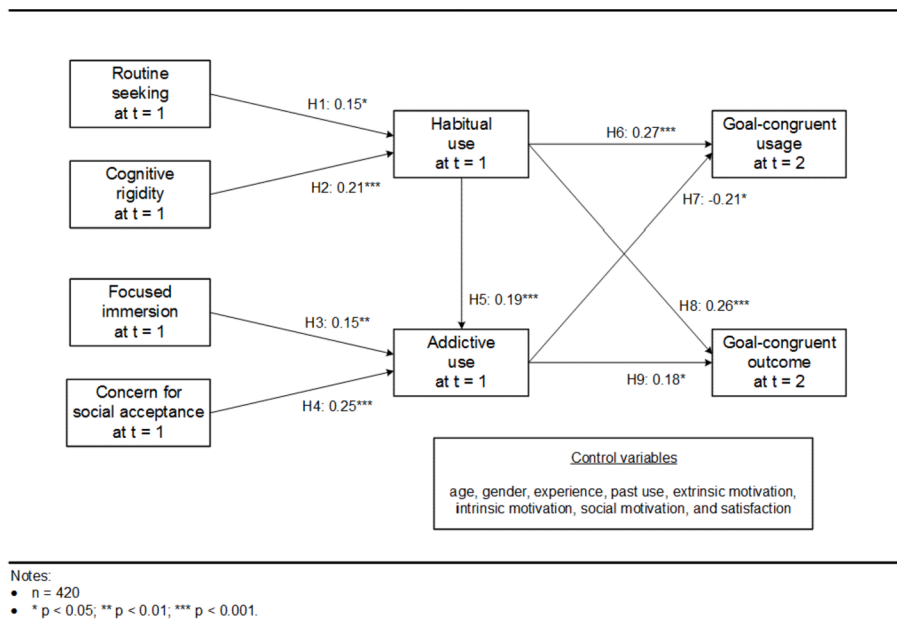 Routine
seeking
at t = 1
H1: 0.15*
Cognitive
rigidity
at t = 1
H2: 0.21***
Habitual
use
at t = 1
H6: 0.27***
Goal-congruent
usage
at t = 2
H7: -0.21*
Focused
immersion
at t = 1
H3: 0.15**
H5: 0.19***
H8: 0.26***
Concern for
social acceptance
at t = 1
H4: 0.25***
Addictive
use
at t = 1
H9: 0.18*
Goal-congruent
outcome
at t = 2
Control variables
age, gender, experience, past use, extrinsic motivation,
intrinsic motivation, social motivation, and satisfaction
Notes:
• n = 420
• * p < 0.05; ** p < 0.01; *** p < 0.001.